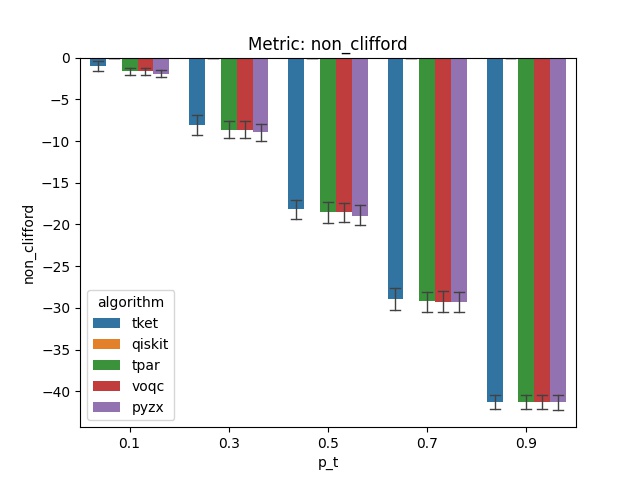 Metric: non_clifford
0
−5
−10
−15
−20
−25
−30
−35
−40
non_clifford
algorithm
tket
qiskit
tpar
voqc
pyzx
0.1 0.3 0.5 0.7 0.9
p_t